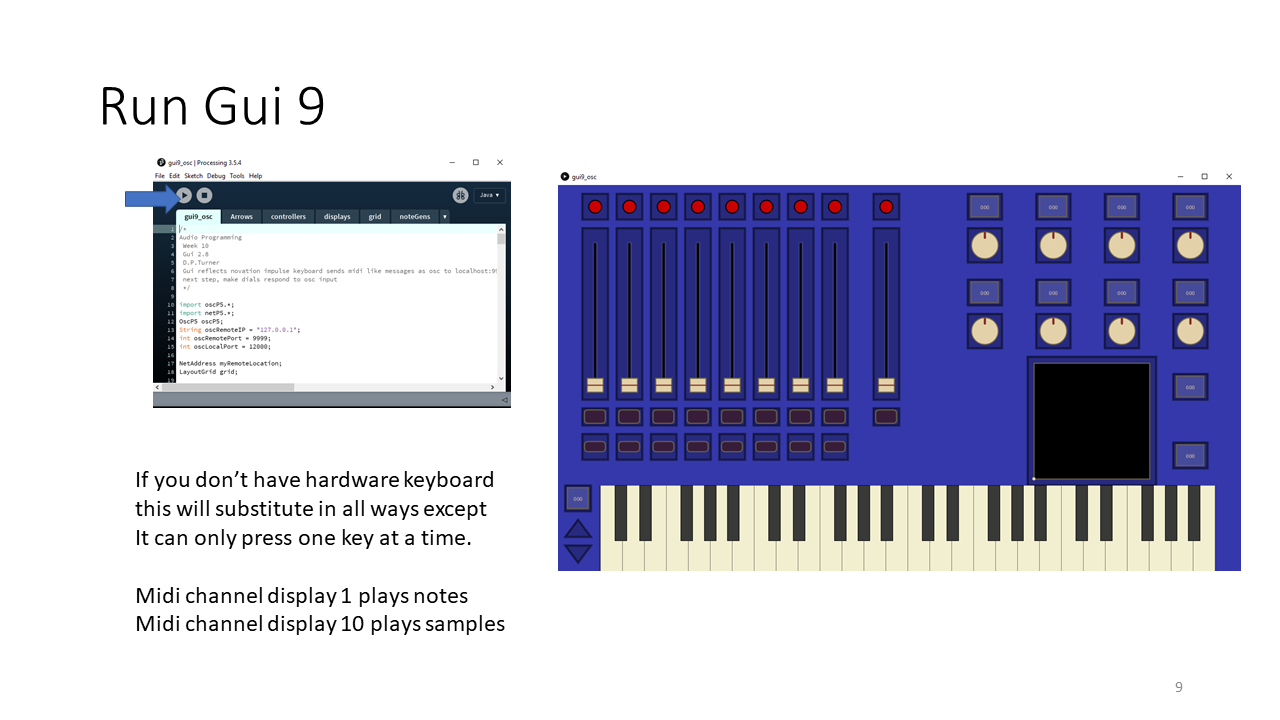 Run Gui 9
gui9_osc | Processing 3.5.4
File Edit Sketch Debug Tools Help
Java ▾
gui9_osc Arrows controllers displays grid noteGens ▾
1 /*
2 Audio Programming
3 Week 10
4 Gui 2.8
5 D.P.Turner
6 Gui reflects novation impulse keyboard sends midi like messages as osc to localhost:99
7 next step, make dials respond to osc input
8 */
9
10 import oscP5.*;
11 import netP5.*;
12 OscP5 oscP5;
13 String oscRemoteIP = "127.0.0.1";
14 int oscRemotePort = 9999;
15 int oscLocalPort = 12000;
16
17 NetAddress myRemoteLocation;
18 LayoutGrid grid;
19
gui9_osc
000 000 000 000
000 000 000 000
000
000
000
If you don't have hardware keyboard
this will substitute in all ways except
It can only press one key at a time.
Midi channel display 1 plays notes
Midi channel display 10 plays samples
9